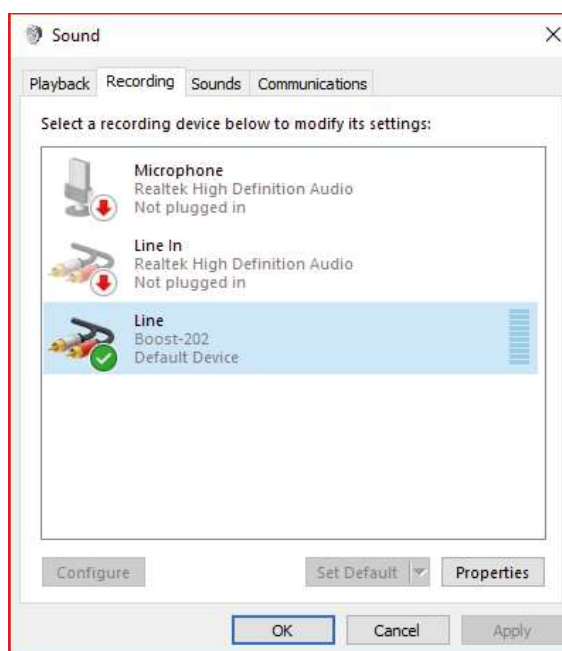 Sound
Playback Recording Sounds Communications
Select a recording device below to modify its settings:
Microphone
Realtek High Definition Audio
Not plugged in
Line In
Realtek High Definition Audio
Not plugged in
Line
Boost-202
Default Device
Configure Set Default Properties
OK Cancel Apply